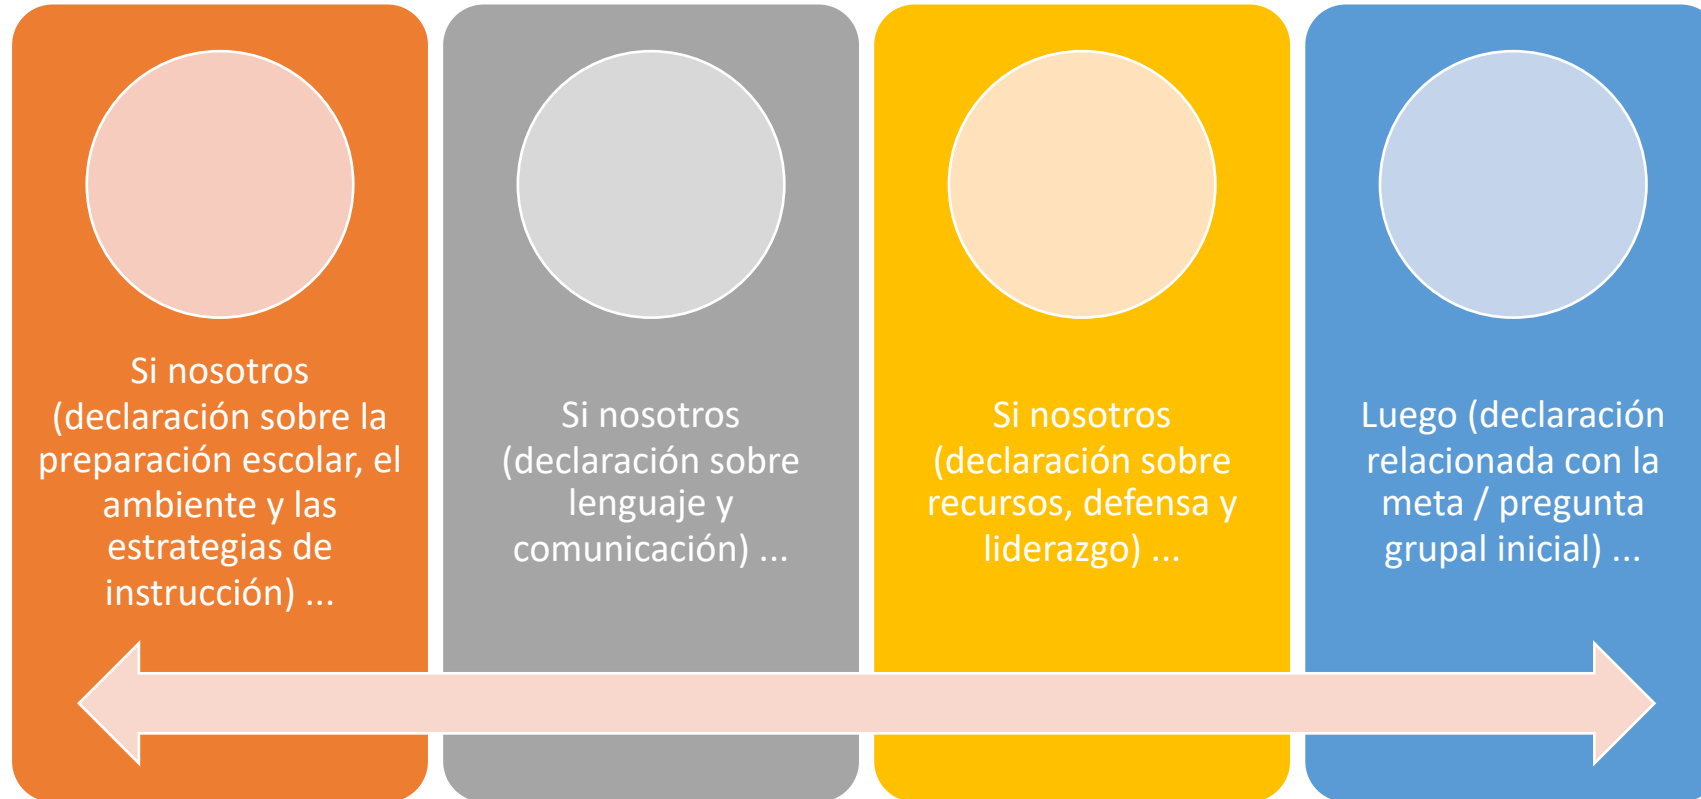 Si nosotros
(declaración sobre la
preparación escolar, el
ambiente y las
estrategias de
instrucción) ...
Si nosotros
(declaración sobre
lenguaje y
comunicación) ...
Si nosotros
(declaración sobre
recursos, defensa y
liderazgo) ...
Luego (declaración
relacionada con la
meta / pregunta
grupal inicial) ...